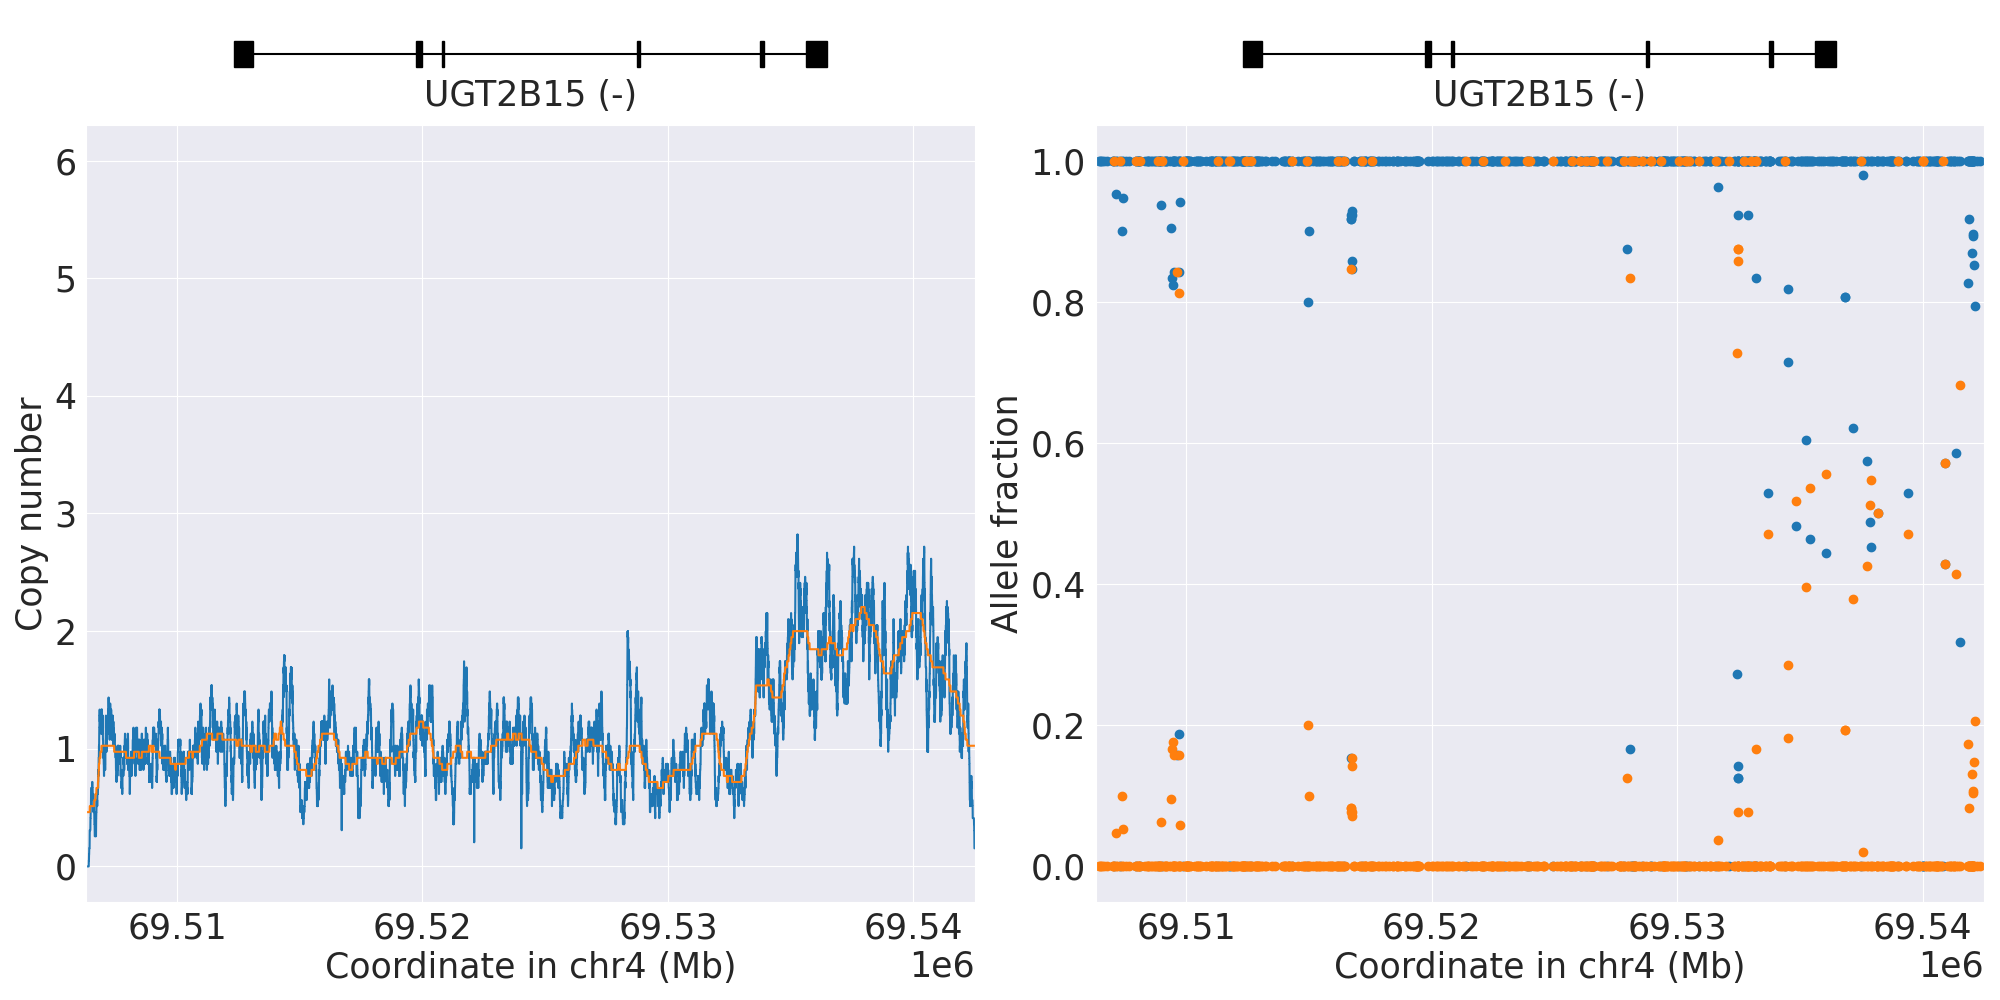 UGT2B15 (-)
6
5
4
3
2
1
0
Copy number
69.51 69.52 69.53 69.54
Coordinate in chr4 (Mb)
1e6
UGT2B15 (-)
1.0
0.8
0.6
0.4
0.2
0.0
Allele fraction
69.51 69.52 69.53 69.54
Coordinate in chr4 (Mb)
1e6